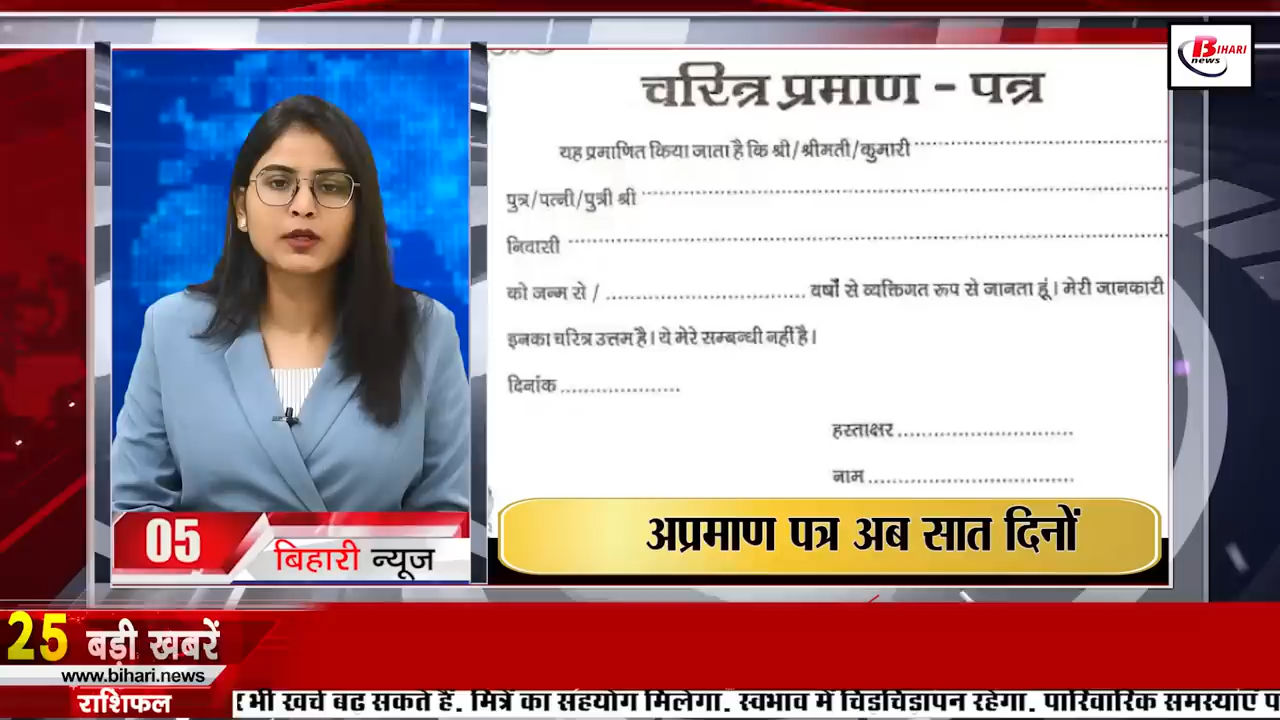 BIHARI
news
चरित्र प्रमाण - पत्र
यह प्रमाणित किया जाता है कि श्री/श्रीमती/कुमारी
पुत्र/पत्नी/पुत्री श्री
निवासी
को जन्म से / .............................. वर्षों से व्यक्तिगत रूप से जानता हूं। मेरी जानकारी
इनका चरित्र उत्तम है। ये मेरे सम्बन्धी नहीं है।
दिनांक ..................
हस्ताक्षर ..........................
नाम ..............................
अप्रमाण पत्र अब सात दिनों
05
बिहारी न्यूज
25 बड़ी खबरें
www.bihari.news
राशिफल
भी खर्च बढ सकते हैं. मित्रें का सहयोग मिलेगा. स्वभाव में चिड़चिड़ापन रहेगा. पारिवारिक समस्याएं